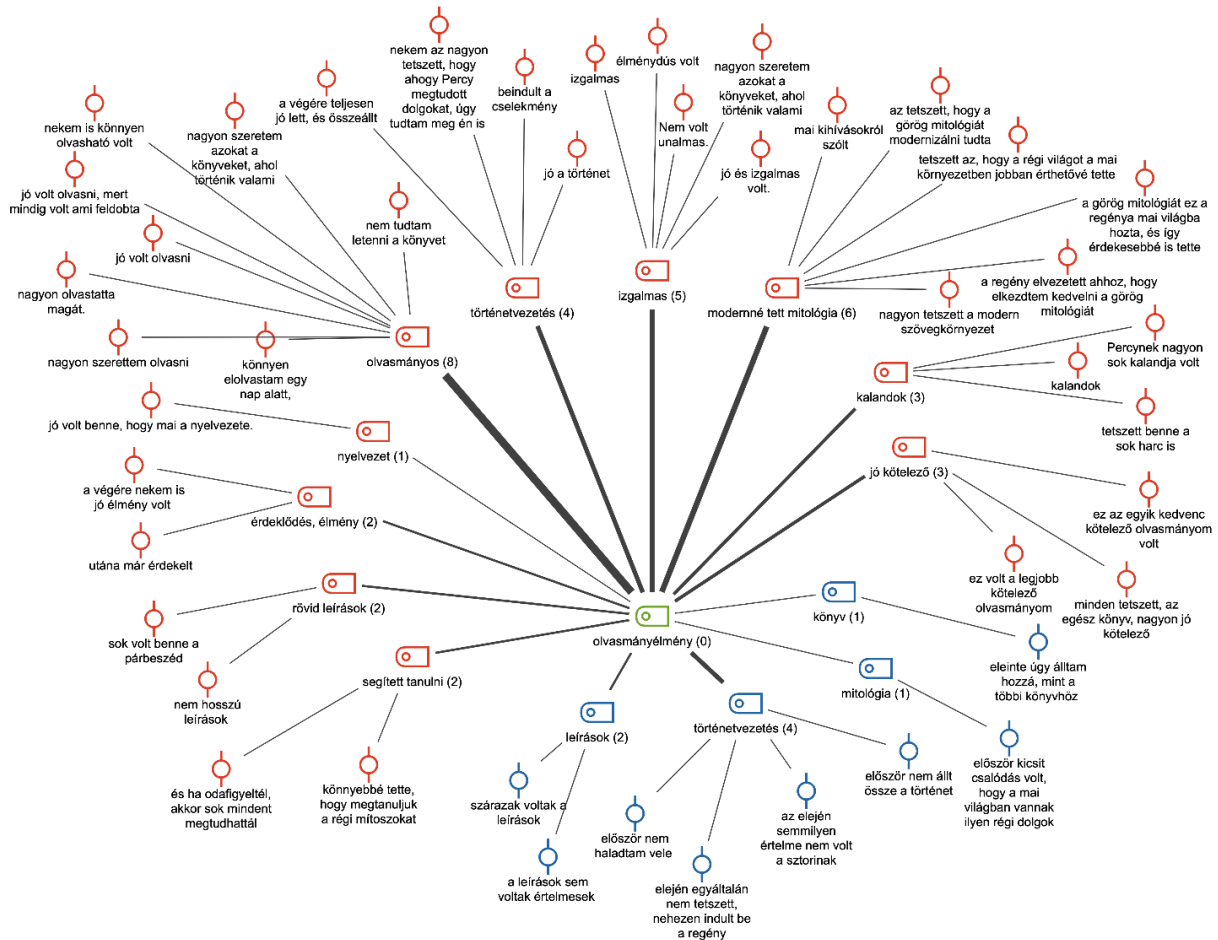 nekem is könnyen
olvasható volt
nagyon szeretem
azokat a
könyveket, ahol
történik valami
a végére teljesen
jó lett, és összeállt
nekem az nagyon
tetszett, hogy
ahogy Percy
megtudott
dolgokat, úgy
tudtam meg én is
beindult a
cselekmény
jó a történet
izgalmas
élménydús volt
Nem volt
unalmas.
nagyon szeretem
azokat a
könyveket, ahol
történik valami
jó és izgalmas
volt.
mai kihívásokról
szólt
az tetszett, hogy a
görög mitológiát
modernizálni tudta
tetszett az, hogy a régi világot a mai
környezetben jobban érthetővé tette
a görög mitológiát ez a
regénya mai világba
hozta, és így
érdekesebbé is tette
a regény elvezetett ahhoz, hogy
elkezdtem kedvelni a görög
mitológiát
nagyon tetszett a modern
szövegkörnyezet
jó volt olvasni, mert
mindig volt ami feldobta
jó volt olvasni
nem tudtam
letenni a könyvet
nagyon olvastatta
magát.
nagyon szerettem olvasni
könnyen
elolvastam egy
nap alatt,
olvasmányos (8)
történetvezetés (4)
izgalmas (5)
modernné tett mitológia (6)
Percynek nagyon
sok kalandja volt
kalandok
tetszett benne a
sok harc is
kalandok (3)
jó volt benne, hogy mai a nyelvezete.
nyelvezet (1)
jó kötelező (3)
ez az egyik kedvenc
kötelező olvasmányom
volt
ez volt a legjobb
kötelező
olvasmányom
minden tetszett, az
egész könyv, nagyon jó
kötelező
a végére nekem is
jó élmény volt
utána már érdekelt
érdeklődés, élmény (2)
rövid leírások (2)
sok volt benne a
párbeszéd
nem hosszú
leírások
olvasmányélmény (0)
könyv (1)
eleinte úgy álltam
hozzá, mint a
többi könyvhöz
segített tanulni (2)
és ha odafigyeltél,
akkor sok mindent
megtudhattál
könnyebbé tette,
hogy megtanuljuk
a régi mítoszokat
mitológia (1)
először kicsit
csalódás volt,
hogy a mai
világban vannak
ilyen régi dolgok
leírások (2)
szárazak voltak a
leírások
a leírások sem
voltak értelmesek
történetvezetés (4)
először nem
haladtam vele
elején egyáltalán
nem tetszett,
nehezen indult be
a regény
az elején
semmilyen
értelme nem volt
a sztorinak
először nem állt
össze a történet